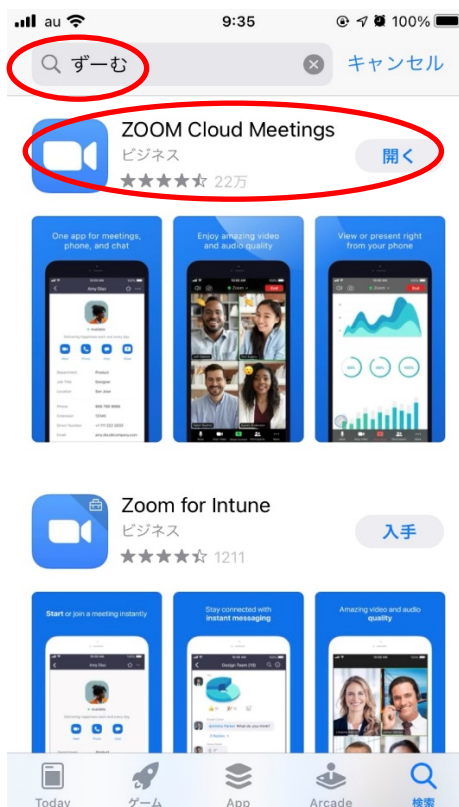 au 9:35 100%
ずーむ キャンセル
ZOOM Cloud Meetings
ビジネス
開く
22万
One app for meetings,
phone, and chat
Enjoy amazing video
and audio quality
View or present right
from your phone
Zoom for Intune
ビジネス
入手
1211
Start or join a meeting instantly
Stay connected with
instant messaging
Amazing video and audio
quality
Today ゲーム App Arcade 検索